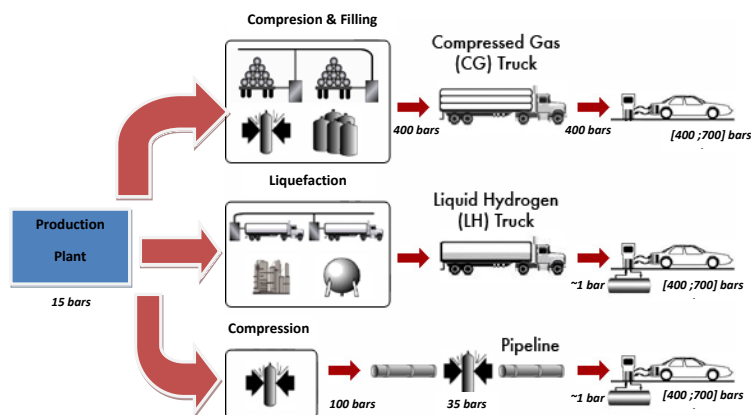 Compresion & Filling
Compressed Gas
(CG) Truck
400 bars
400 bars
[400 ;700] bars
Liquefaction
Liquid Hydrogen
(LH) Truck
Production
Plant
15 bars
~1 bar
[400 ;700] bars
Compression
Pipeline
100 bars
35 bars
~1 bar
[400 ;700] bars